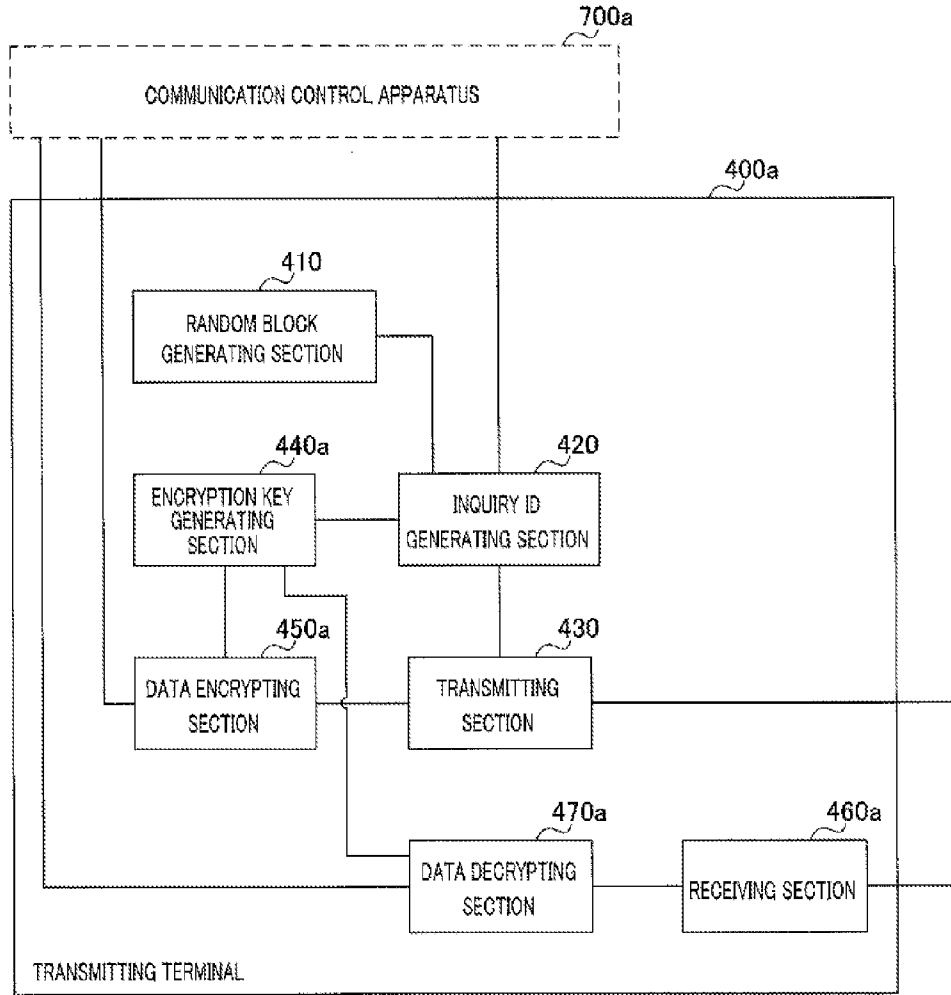 700a
COMMUNICATION CONTROL APPARATUS
400a
410
RANDOM BLOCK
GENERATING SECTION
440a
ENCRYPTION KEY
GENERATING
SECTION
420
INQUIRY ID
GENERATING SECTION
450a
DATA ENCRYPTING
SECTION
430
TRANSMITTING
SECTION
470a
DATA DECRYPTING
SECTION
460a
RECEIVING SECTION
TRANSMITTING TERMINAL